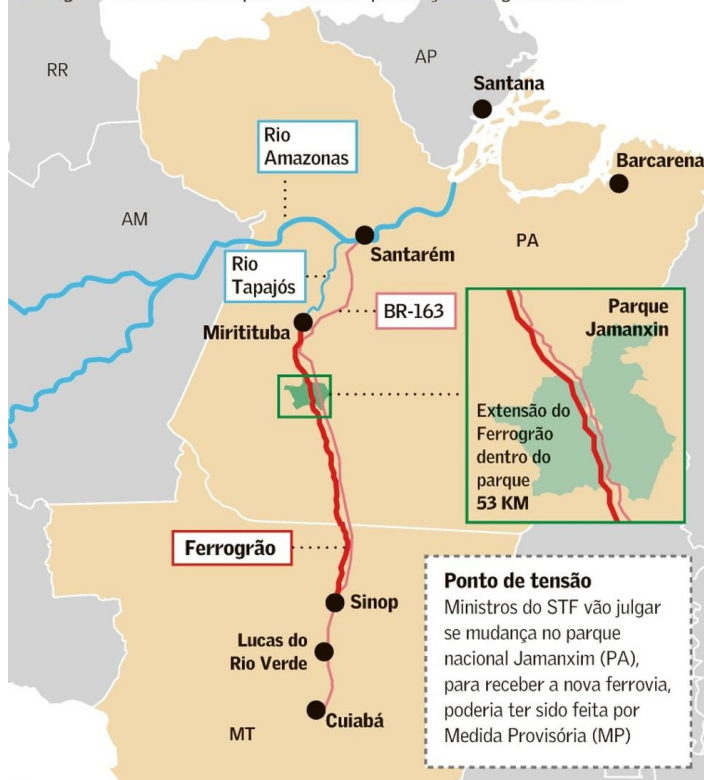 RR
AP
Santana
Rio
Amazonas
Barcarena
AM
PA
Santarém
Rio
Tapajós
BR-163
Miritituba
Parque
Jamanxin
Extensão do
Ferrogrão
dentro do
parque
53 KM
Ferrogrão
Sinop
Lucas do
Rio Verde
Cuiabá
MT
Ponto de tensão
Ministros do STF vão julgar
se mudança no parque
nacional Jamanxim (PA),
para receber a nova ferrovia,
poderia ter sido feita por
Medida Provisória (MP)